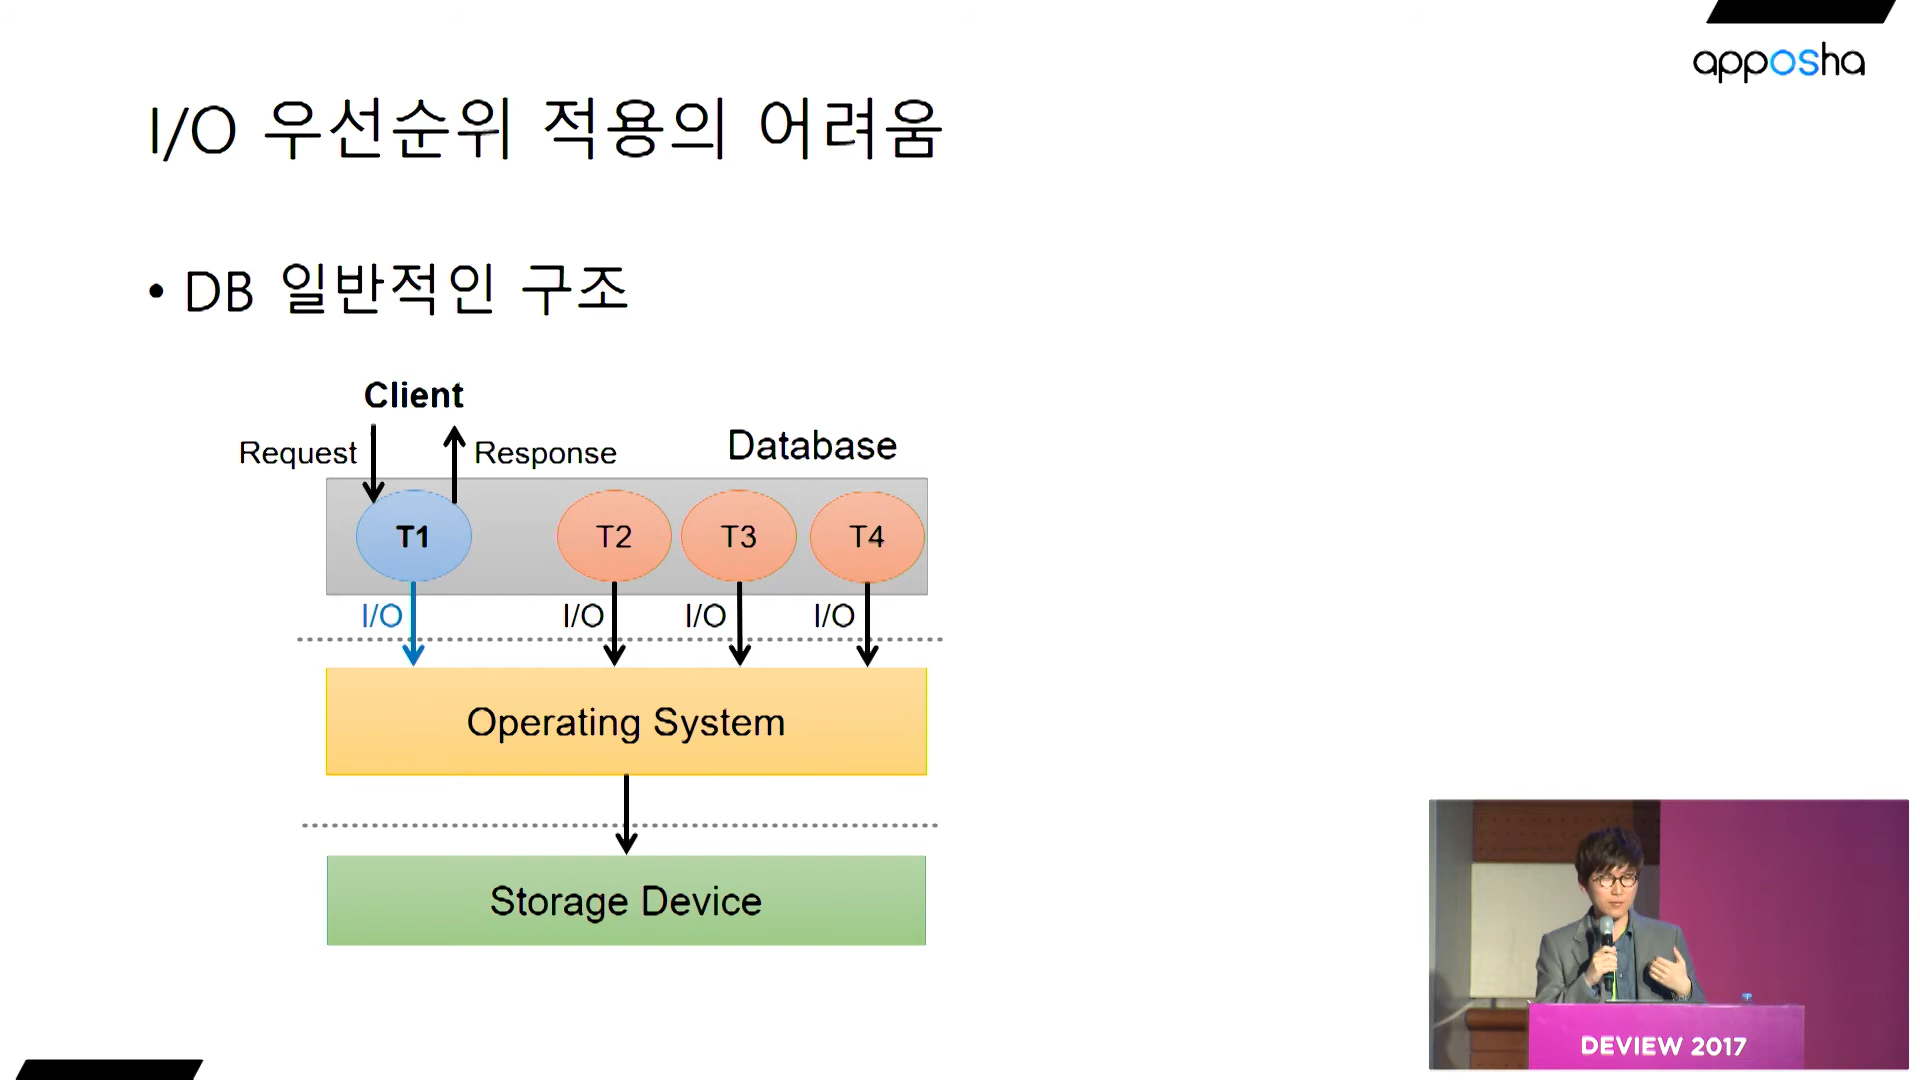 apposha
I/O 우선순위 적용의 어려움
• DB 일반적인 구조
Client
Request
Response
Database
T1
T2
T3
T4
I/O
I/O
I/O
I/O
Operating System
Storage Device
DEVIEW 2017